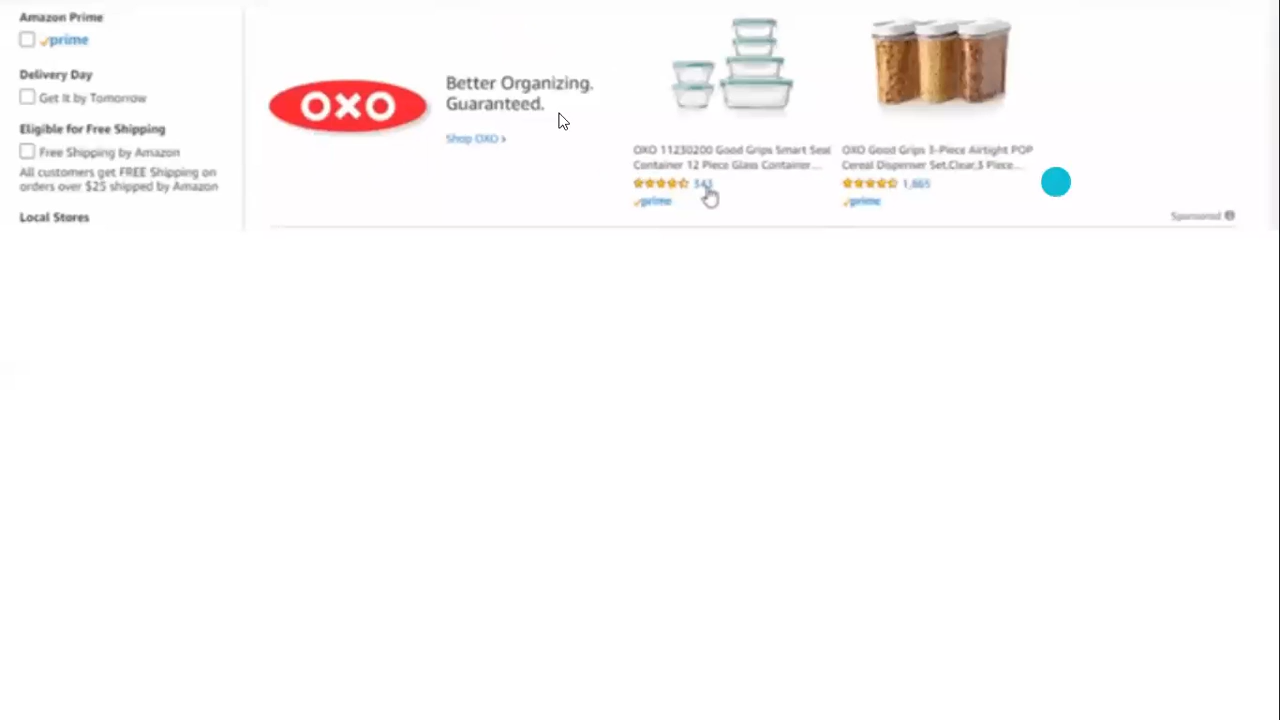 Amazon Prime
prime
Delivery Day
Get It by Tomorrow
Eligible for Free Shipping
Free Shipping by Amazon
All customers get FREE Shipping on
orders over $25 shipped by Amazon
Local Stores
OXO
Better Organizing.
Guaranteed.
Shop OXO ›
OXO 11230200 Good Grips Smart Seal
Container 12 Piece Glass Container...
343
prime
OXO Good Grips 3-Piece Airtight POP
Cereal Dispenser Set,Clear,3 Piece...
1,865
prime
Sponsored